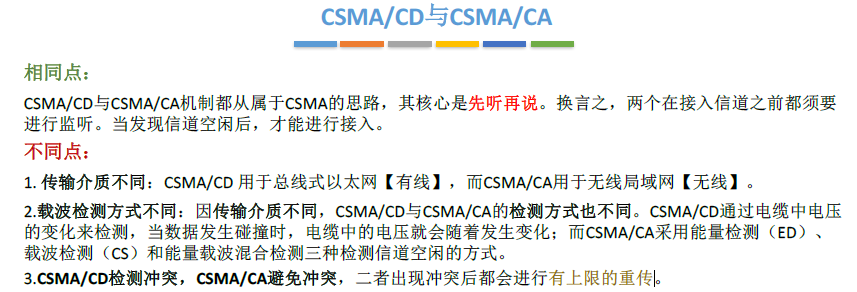 CSMA/CD与CSMA/CA
相同点：
CSMA/CD与CSMA/CA机制都从属于CSMA的思路，其核心是先听再说。换言之，两个在接入信道之前都须要
进行监听。当发现信道空闲后，才能进行接入。
不同点：
1. 传输介质不同：CSMA/CD 用于总线式以太网【有线】，而CSMA/CA用于无线局域网【无线】。
2.载波检测方式不同：因传输介质不同，CSMA/CD与CSMA/CA的检测方式也不同。CSMA/CD通过电缆中电压
的变化来检测，当数据发生碰撞时，电缆中的电压就会随着发生变化；而CSMA/CA采用能量检测（ED）、
载波检测（CS）和能量载波混合检测三种检测信道空闲的方式。
3.CSMA/CD检测冲突，CSMA/CA避免冲突，二者出现冲突后都会进行有上限的重传。